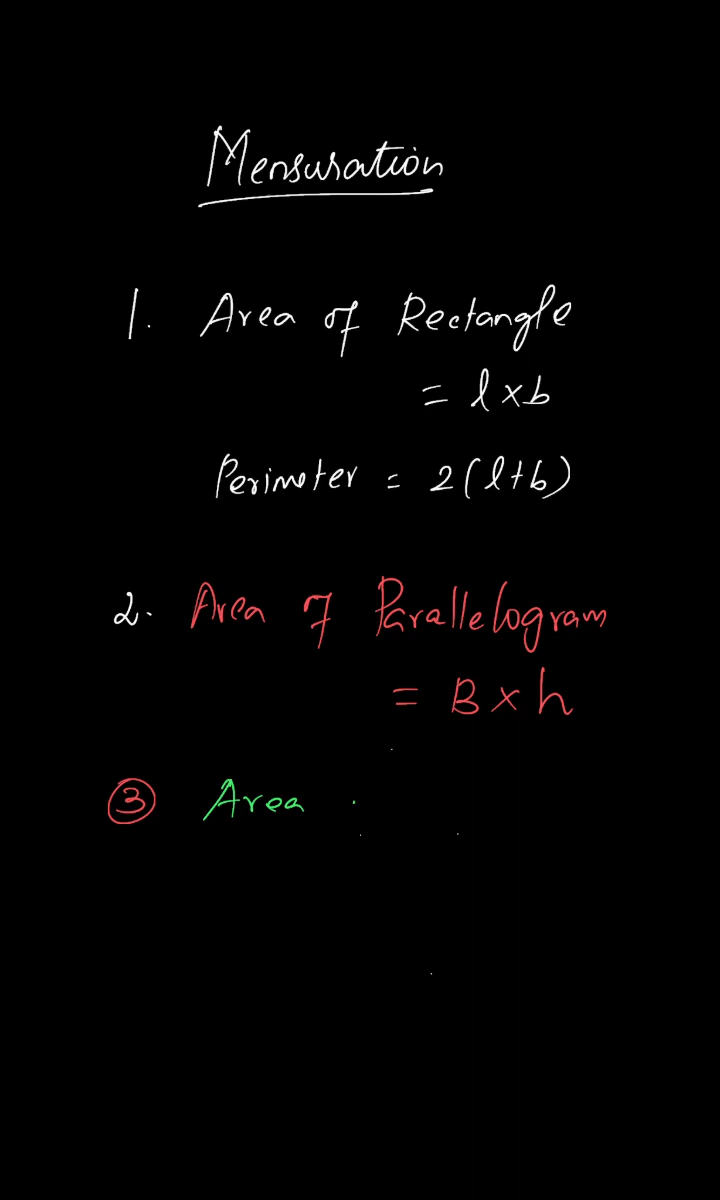 Mensuration
1. Area of Rectangle
= l×b
Perimeter = 2(l+b)
2. Area of Parallelogram
= B×h
3 Area